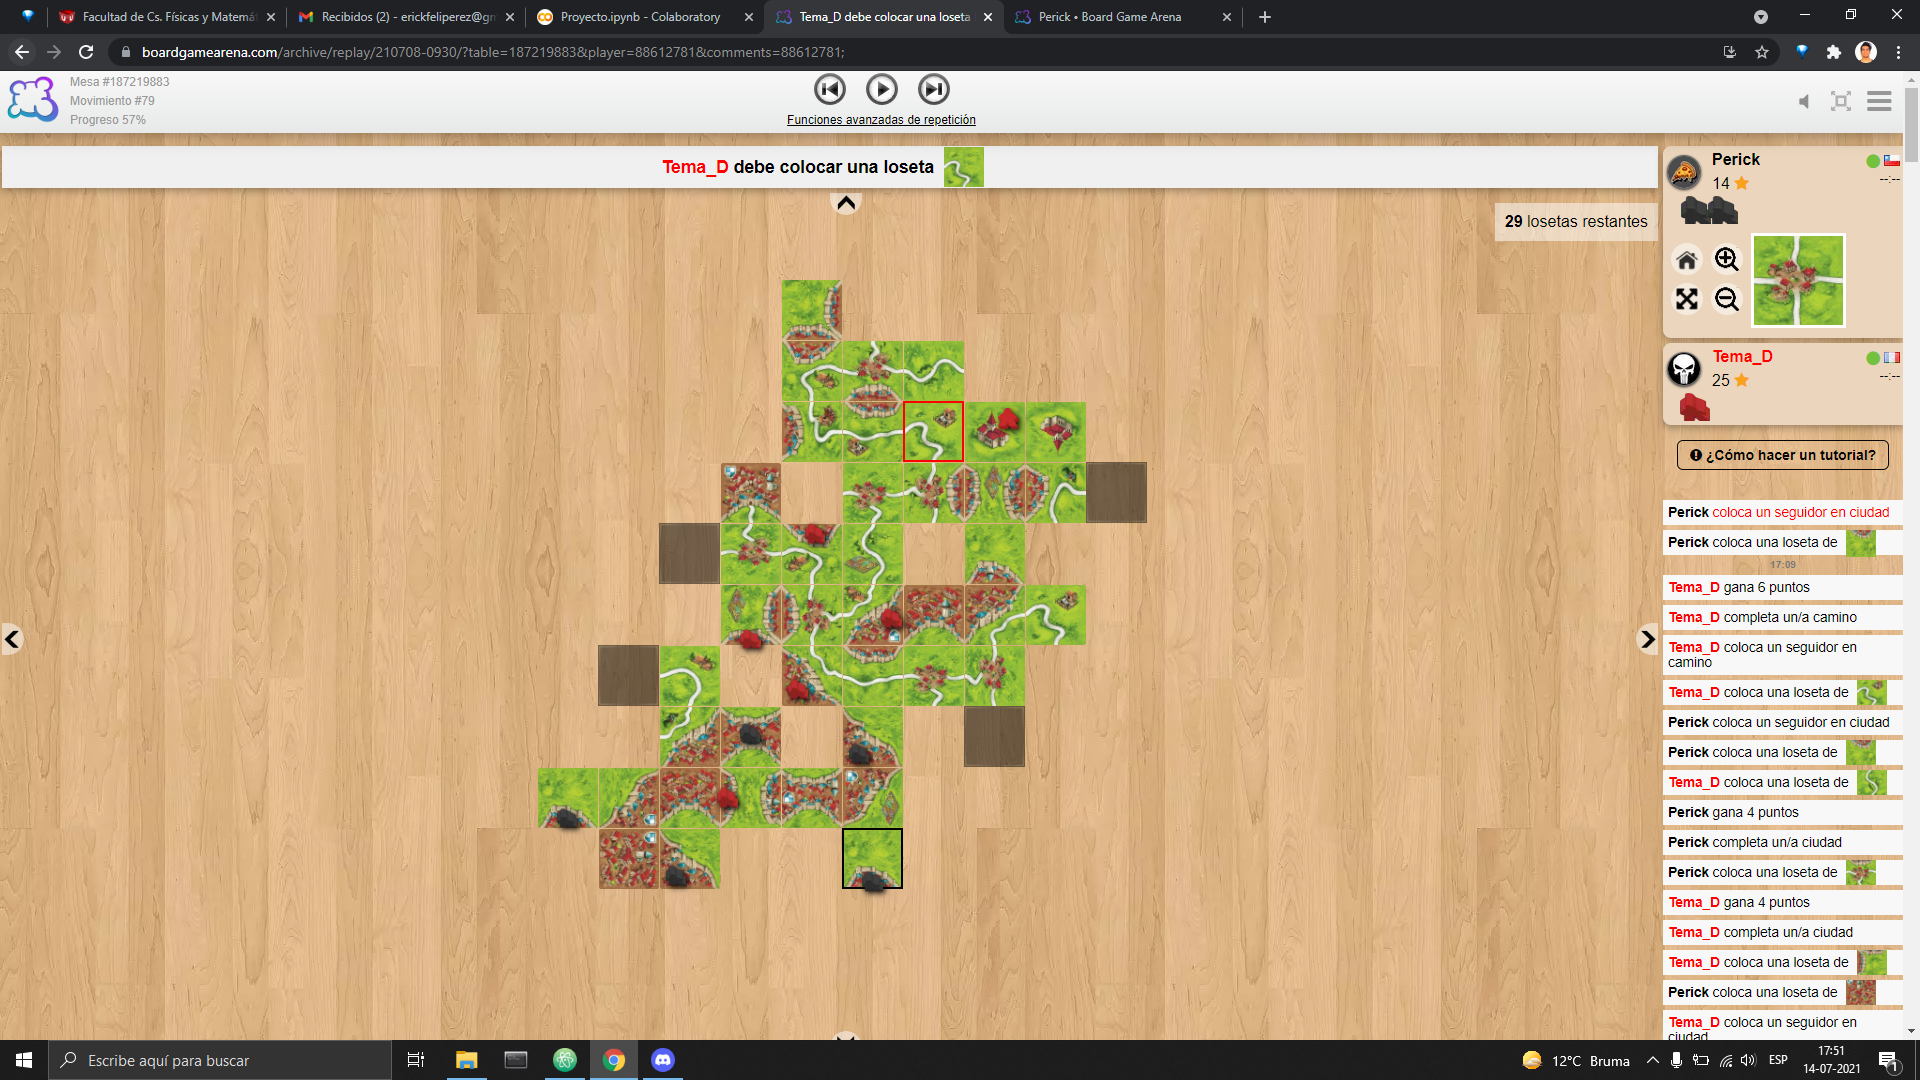 Facultad de Cs. Físicas y Matemá
Recibidos (2) - erickfeliperez@gm
Proyecto.ipynb - Colaboratory
Tema_D debe colocar una loseta
Perick • Board Game Arena
boardgamearena.com/archive/replay/210708-0930/?table=187219883&player=88612781&comments=88612781;
Mesa #187219883
Movimiento #79
Progreso 57%
Funciones avanzadas de repetición
Tema_D debe colocar una loseta
29 losetas restantes
Perick
14
--:--
Tema_D
25
--:--
¿Cómo hacer un tutorial?
Perick coloca un seguidor en ciudad
Perick coloca una loseta de
17:09
Tema_D gana 6 puntos
Tema_D completa un/a camino
Tema_D coloca un seguidor en
camino
Tema_D coloca una loseta de
Perick coloca un seguidor en ciudad
Perick coloca una loseta de
Tema_D coloca una loseta de
Perick gana 4 puntos
Perick completa un/a ciudad
Perick coloca una loseta de
Tema_D gana 4 puntos
Tema_D completa un/a ciudad
Tema_D coloca una loseta de
Perick coloca una loseta de
Tema_D coloca un seguidor en
ciudad
Escribe aquí para buscar
12°C Bruma
ESP
17:51
14-07-2021
1